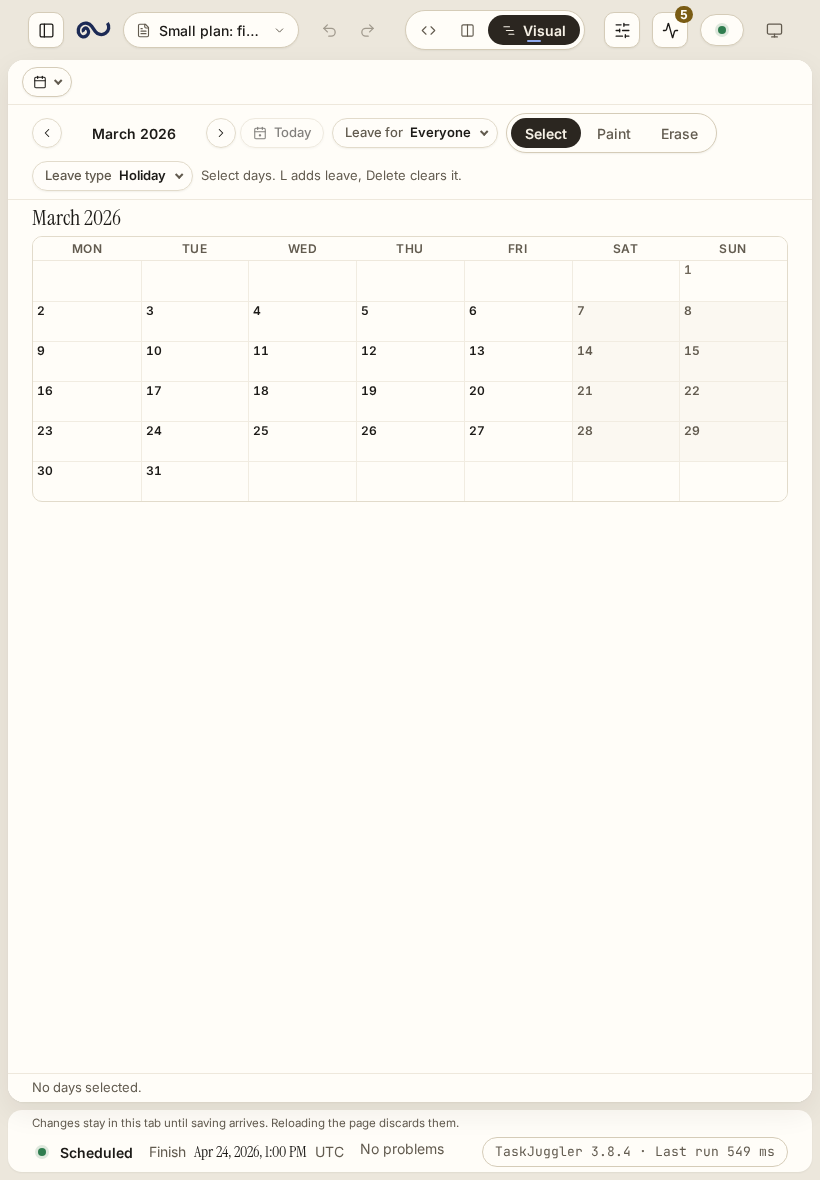 Small plan: fi...
Visual
5
March 2026
Today
Leave for Everyone
Select
Paint
Erase
Leave type Holiday
Select days. L adds leave, Delete clears it.
March 2026
MON TUE WED THU FRI SAT SUN
1
2 3 4 5 6 7 8
9 10 11 12 13 14 15
16 17 18 19 20 21 22
23 24 25 26 27 28 29
30 31
No days selected.
Changes stay in this tab until saving arrives. Reloading the page discards them.
Scheduled Finish Apr 24, 2026, 1:00 PM UTC No problems TaskJuggler 3.8.4 · Last run 549 ms